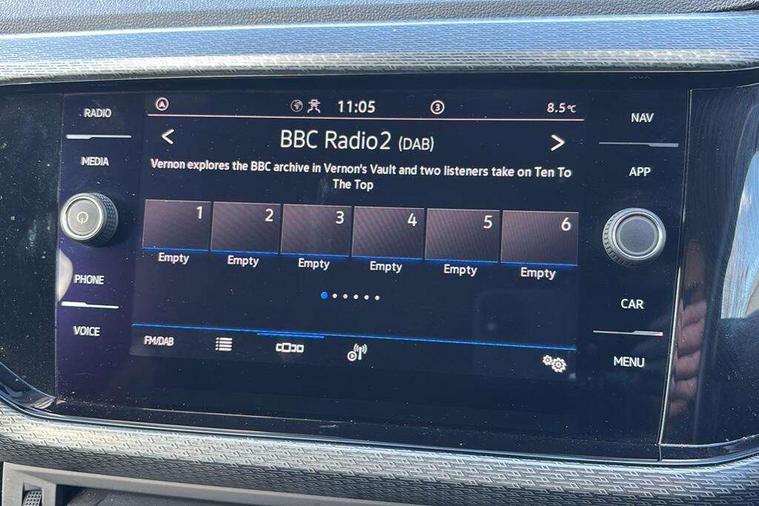 RADIO
MEDIA
PHONE
VOICE
11:05
3
8.5°C
BBC Radio2 (DAB)
Vernon explores the BBC archive in Vernon's Vault and two listeners take on Ten To
The Top
1 2 3 4 5 6
Empty Empty Empty Empty Empty Empty
FM/DAB
NAV
APP
CAR
MENU